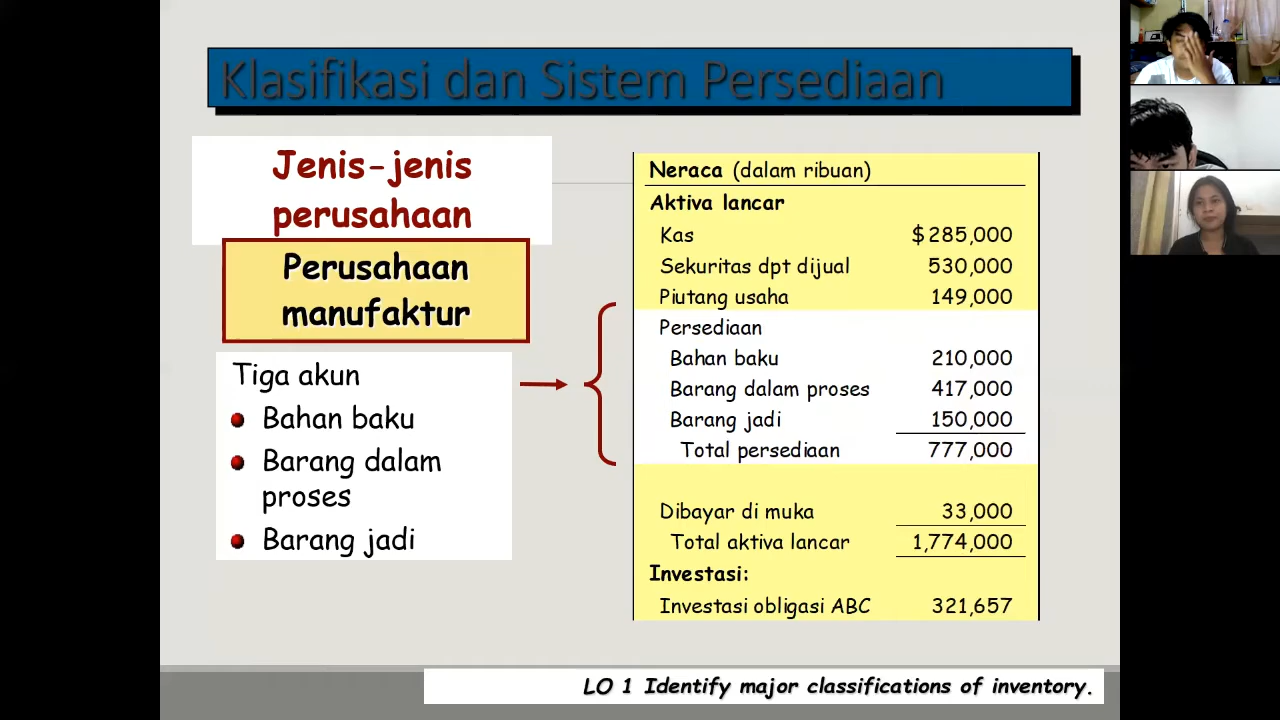 Klasifikasi dan Sistem Persediaan
Jenis-jenis
perusahaan
Perusahaan
manufaktur
Tiga akun
Bahan baku
Barang dalam
proses
Barang jadi
Neraca (dalam ribuan)
Aktiva lancar
Kas $285,000
Sekuritas dpt dijual 530,000
Piutang usaha 149,000
Persediaan
Bahan baku 210,000
Barang dalam proses 417,000
Barang jadi 150,000
Total persediaan 777,000
Dibayar di muka 33,000
Total aktiva lancar 1,774,000
Investasi:
Investasi obligasi ABC 321,657
LO 1 Identify major classifications of inventory.